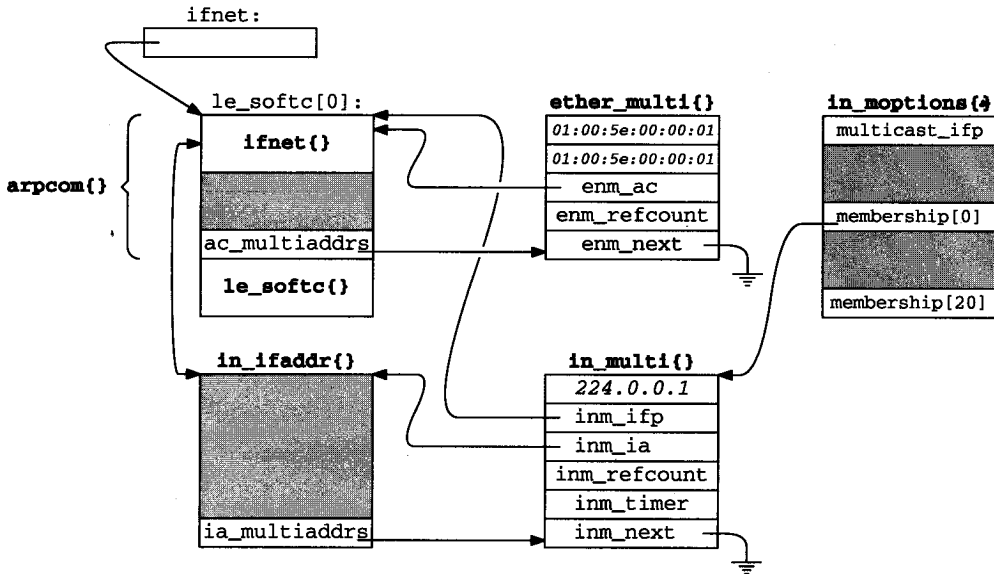 ifnet:
le_softc[0]:
arpcom{}
ifnet{}
ac_multiaddrs
le_softc{}
ether_multi{}
01:00:5e:00:00:01
01:00:5e:00:00:01
enm_ac
enm_refcount
enm_next
in_moptions{}
multicast_ifp
membership[0]
membership[20]
in_ifaddr{}
ia_multiaddrs
in_multi{}
224.0.0.1
inm_ifp
inm_ia
inm_refcount
inm_timer
inm_next